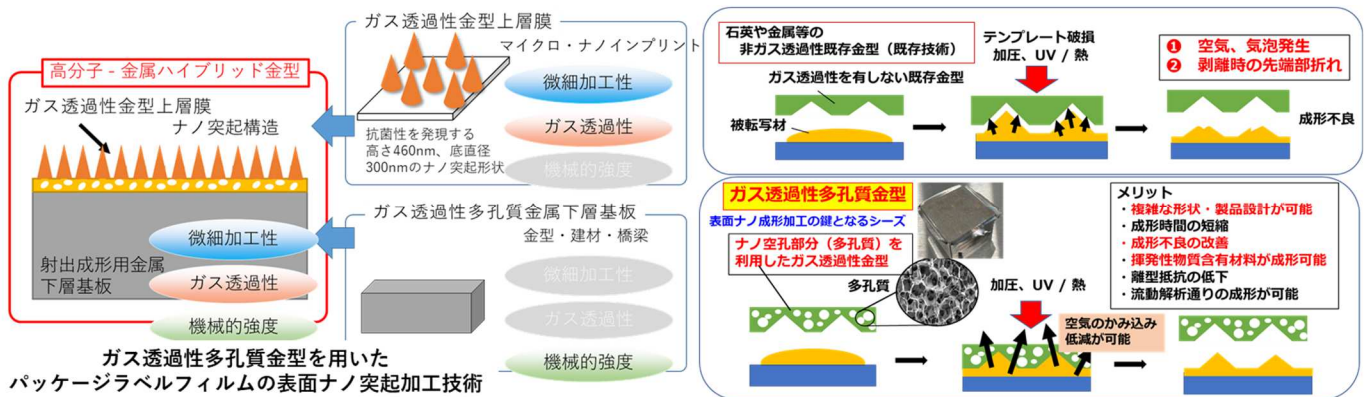 高分子 - 金属ハイブリッド金型
ガス透過性金型上層膜
ナノ突起構造
微細加工性
射出成形用金属
下層基板
ガス透過性
機械的強度
ガス透過性多孔質金型を用いた
パッケージラベルフィルムの表面ナノ突起加工技術
ガス透過性金型上層膜
マイクロ・ナノインプリント
微細加工性
ガス透過性
機械的強度
抗菌性を発現する
高さ460nm、底直径
300nmのナノ突起形状
ガス透過性多孔質金属下層基板
金型・建材・橋梁
微細加工性
ガス透過性
機械的強度
石英や金属等の
非ガス透過性既存金型（既存技術）
ガス透過性を有しない既存金型
被転写材
テンプレート破損
加圧、UV / 熱
❶ 空気、気泡発生
❷ 剥離時の先端部折れ
成形不良
ガス透過性多孔質金型
表面ナノ成形加工の鍵となるシーズ
ナノ空孔部分（多孔質）を
利用したガス透過性金型
多孔質
加圧、UV / 熱
空気のかみ込み
低減が可能
メリット
・複雑な形状・製品設計が可能
・成形時間の短縮
・成形不良の改善
・揮発性物質含有材料が成形可能
・離型抵抗の低下
・流動解析通りの成形が可能